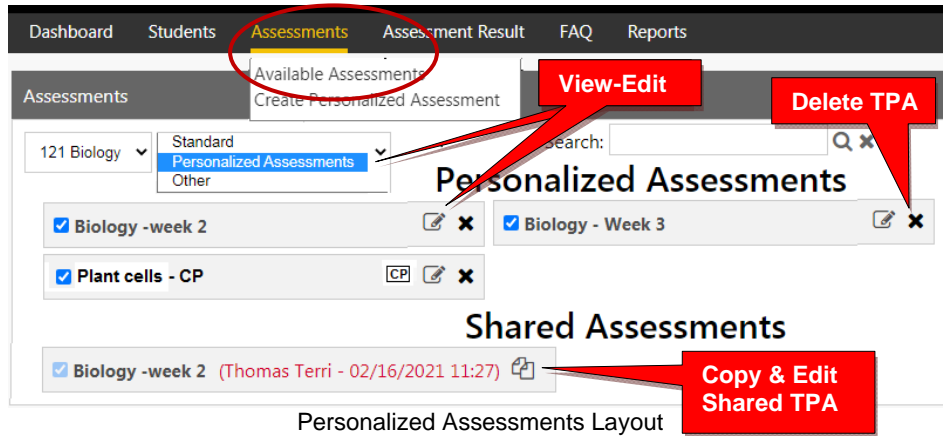 Dashboard Students Assessments Assessment Result FAQ Reports
Available Assessments
Create Personalized Assessment
View-Edit
Delete TPA
Assessments
121 Biology
Standard
Personalized Assessments
Other
Search:
Personalized Assessments
Biology -week 2
Biology - Week 3
Plant cells - CP CP
Shared Assessments
Biology -week 2 (Thomas Terri - 02/16/2021 11:27)
Copy & Edit
Shared TPA
Personalized Assessments Layout